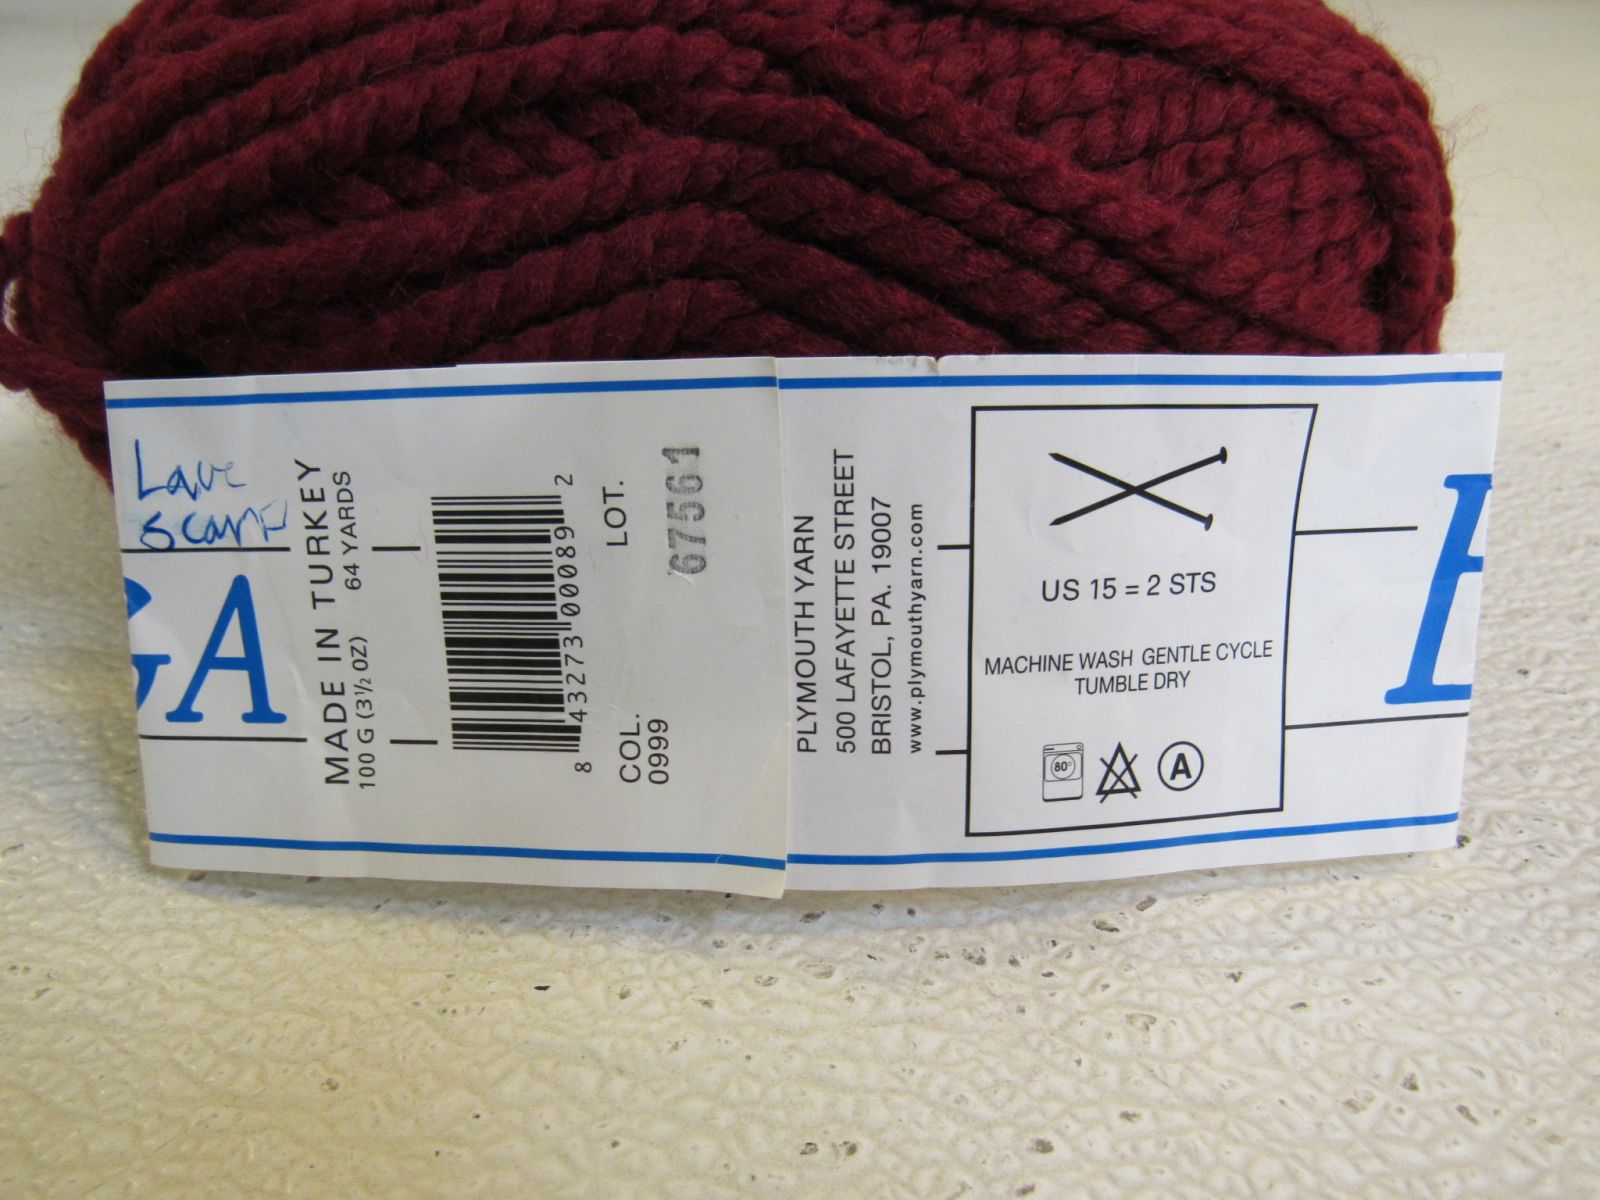 Lave
scarf
GA
MADE IN TURKEY
100 G (3½ OZ) 64 YARDS
8 43273 00089 2
COL. LOT.
0999 67561
PLYMOUTH YARN
500 LAFAYETTE STREET
BRISTOL, PA. 19007
www.plymouthyarn.com
US 15 = 2 STS
MACHINE WASH GENTLE CYCLE
TUMBLE DRY
80°
A
E